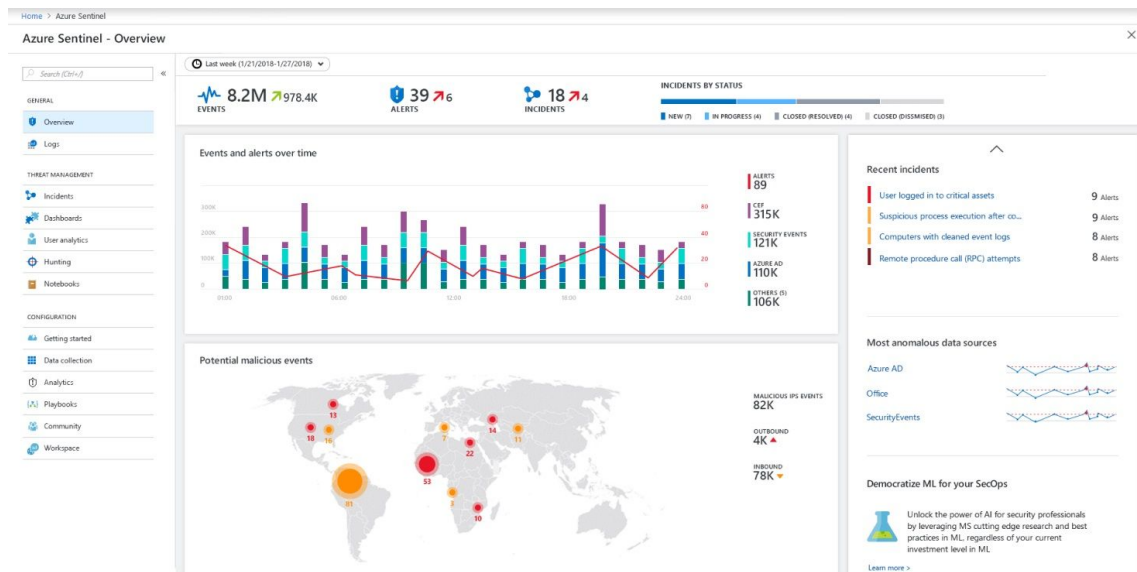 Home > Azure Sentinel
Azure Sentinel - Overview
Search (Ctrl+/)
«
GENERAL
Overview
Logs
THREAT MANAGEMENT
Incidents
Dashboards
User analytics
Hunting
Notebooks
CONFIGURATION
Getting started
Data collection
Analytics
Playbooks
Community
Workspace
Last week (1/21/2018-1/27/2018)
8.2M 978.4K
EVENTS
39 6
ALERTS
18 4
INCIDENTS
INCIDENTS BY STATUS
NEW (7) IN PROGRESS (4) CLOSED (RESOLVED) (4) CLOSED (DISSMISED) (3)
Events and alerts over time
300K
200K
100K
0
60
40
20
0
01:00 06:00 12:00 18:00 24:00
ALERTS
89
CEF
315K
SECURITY EVENTS
121K
AZURE AD
110K
OTHERS (5)
106K
Potential malicious events
13
18
16
7
14
11
22
53
81
3
10
MALICIOUS IPS EVENTS
82K
OUTBOUND
4K
INBOUND
78K
Recent incidents
User logged in to critical assets 9 Alerts
Suspicious process execution after co... 9 Alerts
Computers with cleaned event logs 8 Alerts
Remote procedure call (RPC) attempts 8 Alerts
Most anomalous data sources
Azure AD
Office
SecurityEvents
Democratize ML for your SecOps
Unlock the power of AI for security professionals
by leveraging MS cutting edge research and best
practices in ML, regardless of your current
investment level in ML
Learn more >